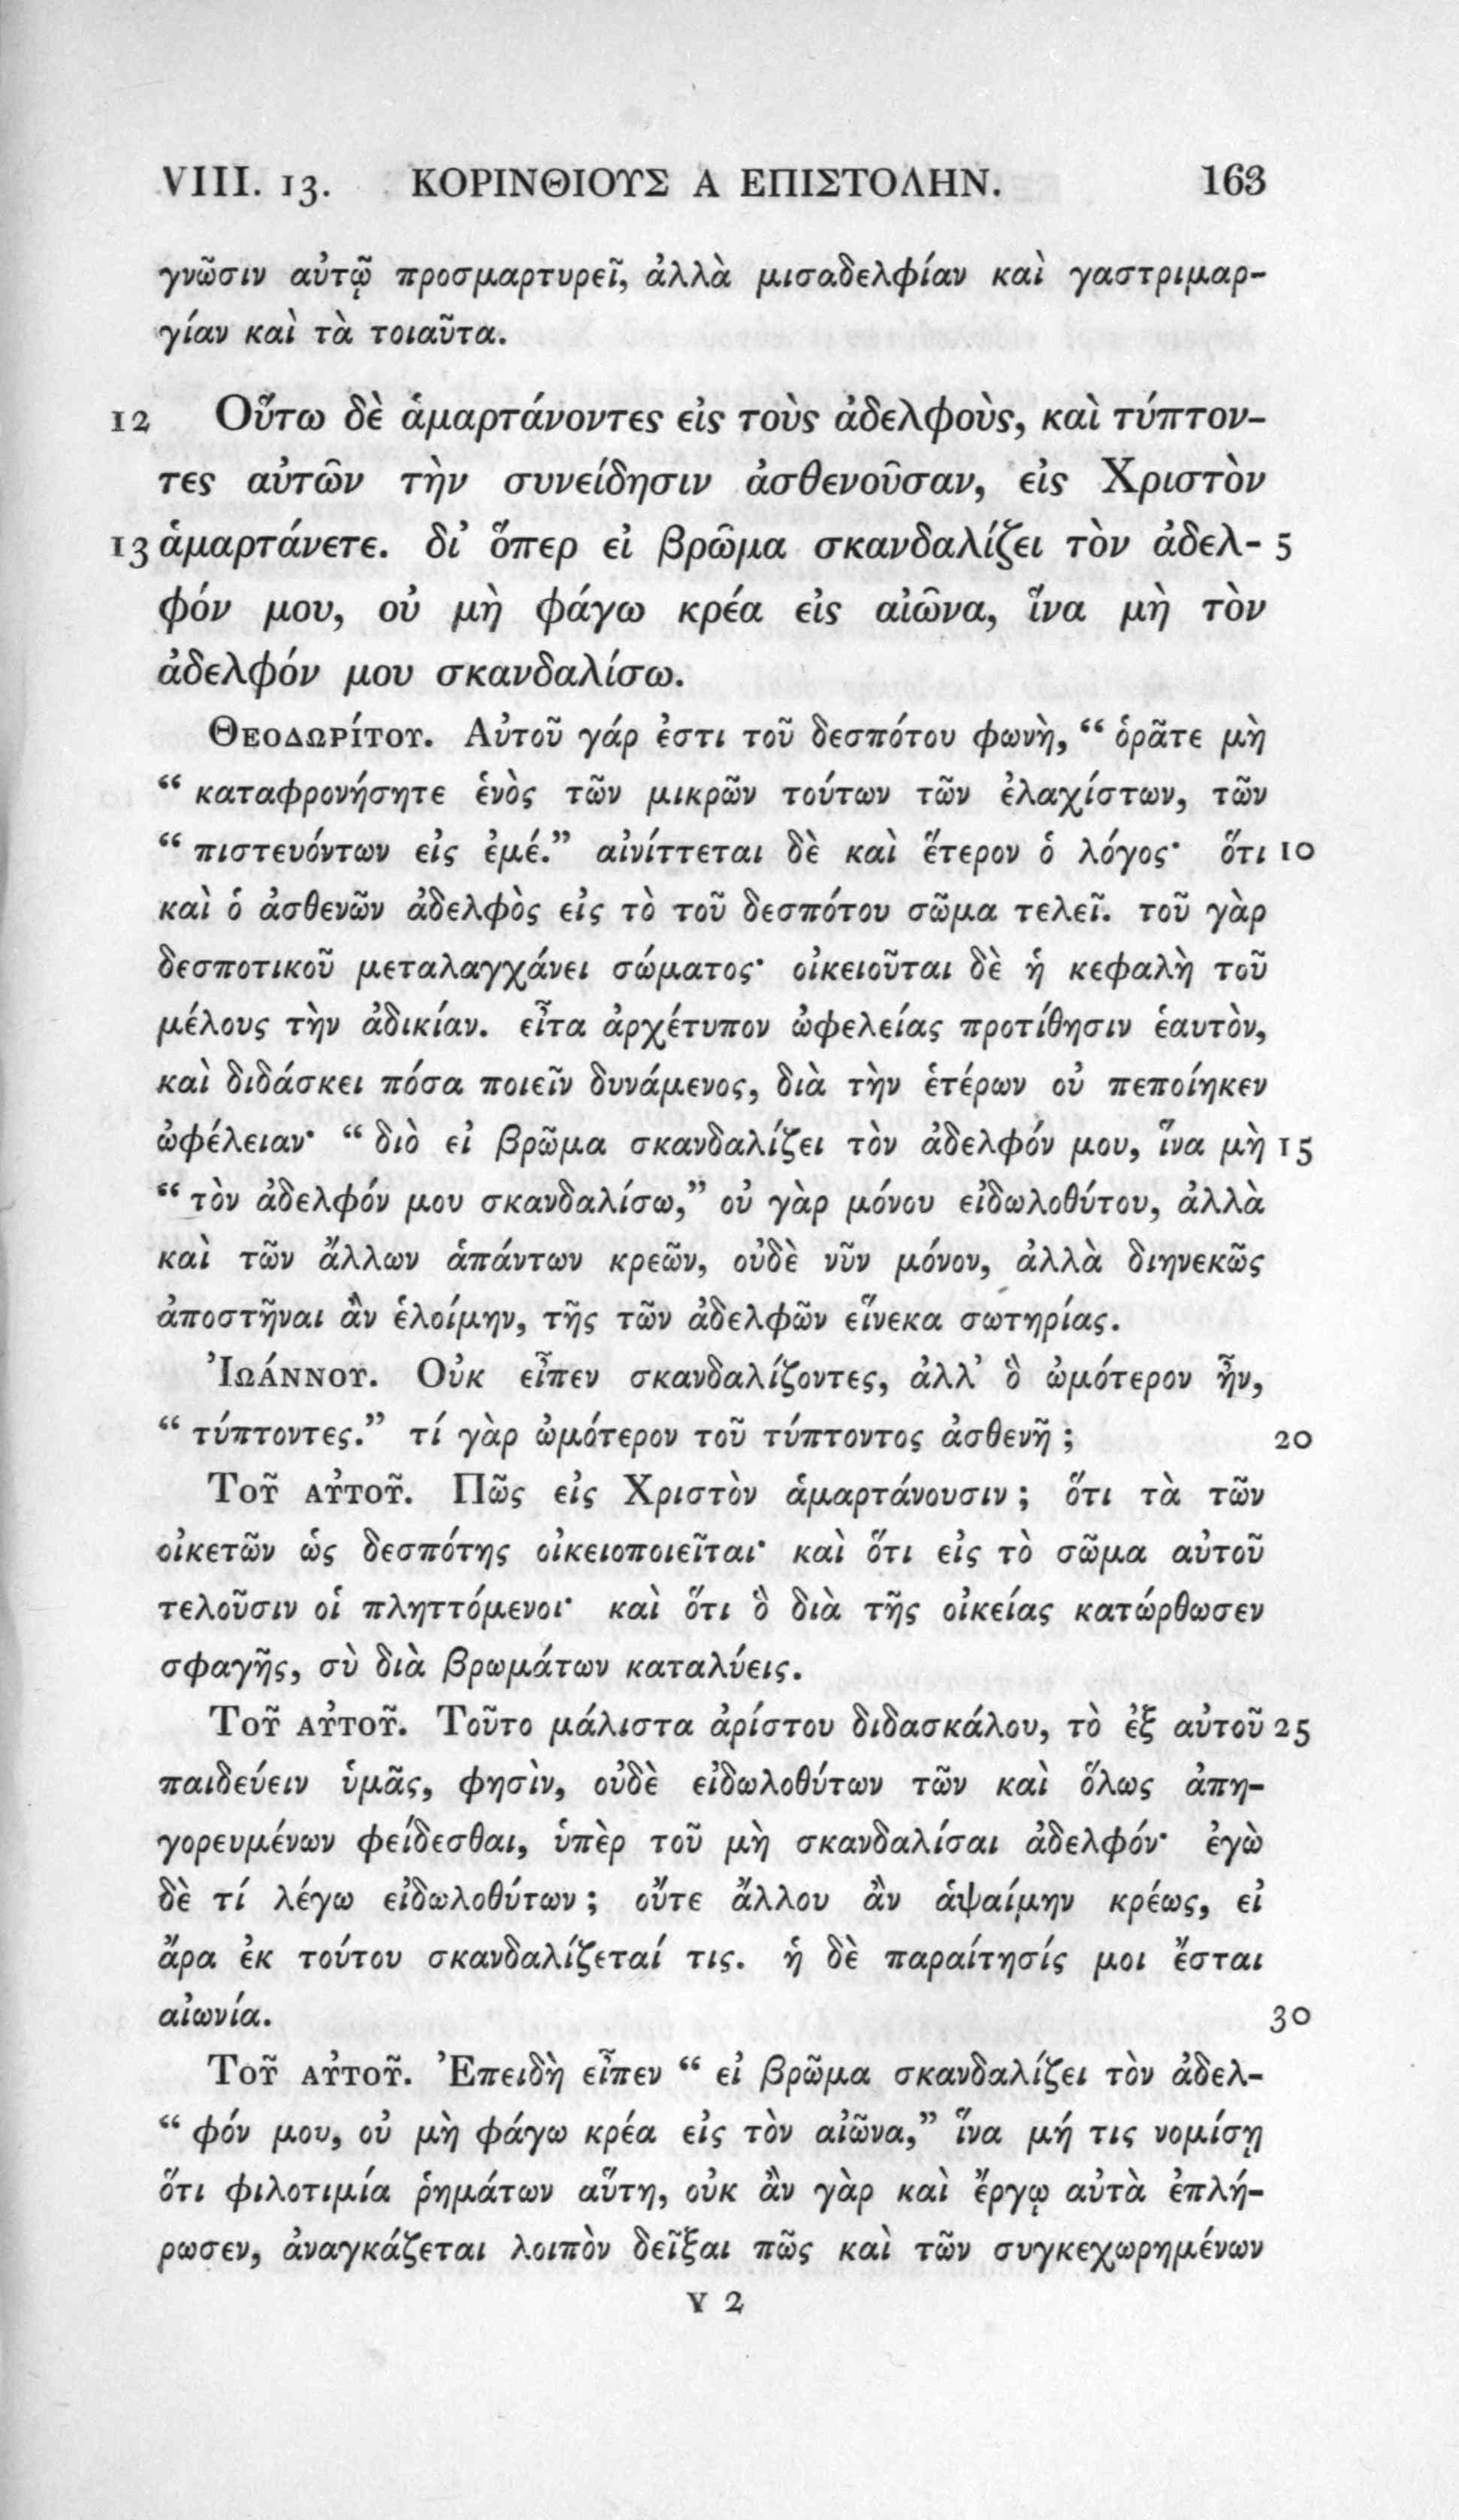 VIII. 13. ΚΟΡΙΝΘΙΟΥΣ Α ΕΠΙΣΤΟΛΗΝ. 163
γνῶσιν αὐτῷ προσμαρτυρεῖ, ἀλλὰ μισαδελφίαν καὶ γαστριμαρ-
γίαν καὶ τὰ τοιαῦτα.
12 Οὕτω δὲ ἁμαρτάνοντες εἰς τοὺς ἀδελφοὺς, καὶ τύπτον-
τες αὐτῶν τὴν συνείδησιν ἀσθενοῦσαν, εἰς Χριστὸν
13 ἁμαρτάνετε. δι᾽ ὅπερ εἰ βρῶμα σκανδαλίζει τὸν ἀδελ- 5
φόν μου, οὐ μὴ φάγω κρέα εἰς αἰῶνα, ἵνα μὴ τὸν
ἀδελφόν μου σκανδαλίσω.
Θεοδωρίτου. Αὐτοῦ γάρ ἐστι τοῦ δεσπότου φωνὴ, “ ὁρᾶτε μὴ
“ καταφρονήσητε ἑνὸς τῶν μικρῶν τούτων τῶν ἐλαχίστων, τῶν
“ πιστευόντων εἰς ἐμέ.” αἰνίττεται δὲ καὶ ἕτερον ὁ λόγος· ὅτι 10
καὶ ὁ ἀσθενῶν ἀδελφὸς εἰς τὸ τοῦ δεσπότου σῶμα τελεῖ. τοῦ γὰρ
δεσποτικοῦ μεταλαγχάνει σώματος· οἰκειοῦται δὲ ἡ κεφαλὴ τοῦ
μέλους τὴν ἀδικίαν. εἶτα ἀρχέτυπον ὠφελείας προτίθησιν ἑαυτὸν,
καὶ διδάσκει πόσα ποιεῖν δυνάμενος, διὰ τὴν ἑτέρων οὐ πεποίηκεν
ὠφέλειαν· “ διὸ εἰ βρῶμα σκανδαλίζει τὸν ἀδελφόν μου, ἵνα μὴ 15
“ τὸν ἀδελφόν μου σκανδαλίσω,” οὐ γὰρ μόνου εἰδωλοθύτου, ἀλλὰ
καὶ τῶν ἄλλων ἁπάντων κρεῶν, οὐδὲ νῦν μόνον, ἀλλὰ διηνεκῶς
ἀποστῆναι ἂν ἑλοίμην, τῆς τῶν ἀδελφῶν εἵνεκα σωτηρίας.
Ἰωάννου. Οὐκ εἶπεν σκανδαλίζοντες, ἀλλ᾽ ὃ ὠμότερον ἦν,
“ τύπτοντες.” τί γὰρ ὠμότερον τοῦ τύπτοντος ἀσθενῆ ; 20
Τοῦ αὐτοῦ. Πῶς εἰς Χριστὸν ἁμαρτάνουσιν ; ὅτι τὰ τῶν
οἰκετῶν ὡς δεσπότης οἰκειοποιεῖται· καὶ ὅτι εἰς τὸ σῶμα αὐτοῦ
τελοῦσιν οἱ πληττόμενοι· καὶ ὅτι ὃ διὰ τῆς οἰκείας κατώρθωσεν
σφαγῆς, σὺ διὰ βρωμάτων καταλύεις.
Τοῦ αὐτοῦ. Τοῦτο μάλιστα ἀρίστου διδασκάλου, τὸ ἐξ αὐτοῦ 25
παιδεύειν ὑμᾶς, φησὶν, οὐδὲ εἰδωλοθύτων τῶν καὶ ὅλως ἀπη-
γορευμένων φείδεσθαι, ὑπὲρ τοῦ μὴ σκανδαλίσαι ἀδελφόν· ἐγὼ
δὲ τί λέγω εἰδωλοθύτων ; οὔτε ἄλλου ἂν ἁψαίμην κρέως, εἰ
ἄρα ἐκ τούτου σκανδαλίζεταί τις. ἡ δὲ παραίτησίς μοι ἔσται
αἰωνία. 30
Τοῦ αὐτοῦ. Ἐπειδὴ εἶπεν “ εἰ βρῶμα σκανδαλίζει τὸν ἀδελ-
“ φόν μου, οὐ μὴ φάγω κρέα εἰς τὸν αἰῶνα,” ἵνα μή τις νομίσῃ
ὅτι φιλοτιμία ῥημάτων αὕτη, οὐκ ἂν γὰρ καὶ ἔργῳ αὐτὰ ἐπλή-
ρωσεν, ἀναγκάζεται λοιπὸν δεῖξαι πῶς καὶ τῶν συγκεχωρημένων
Y 2